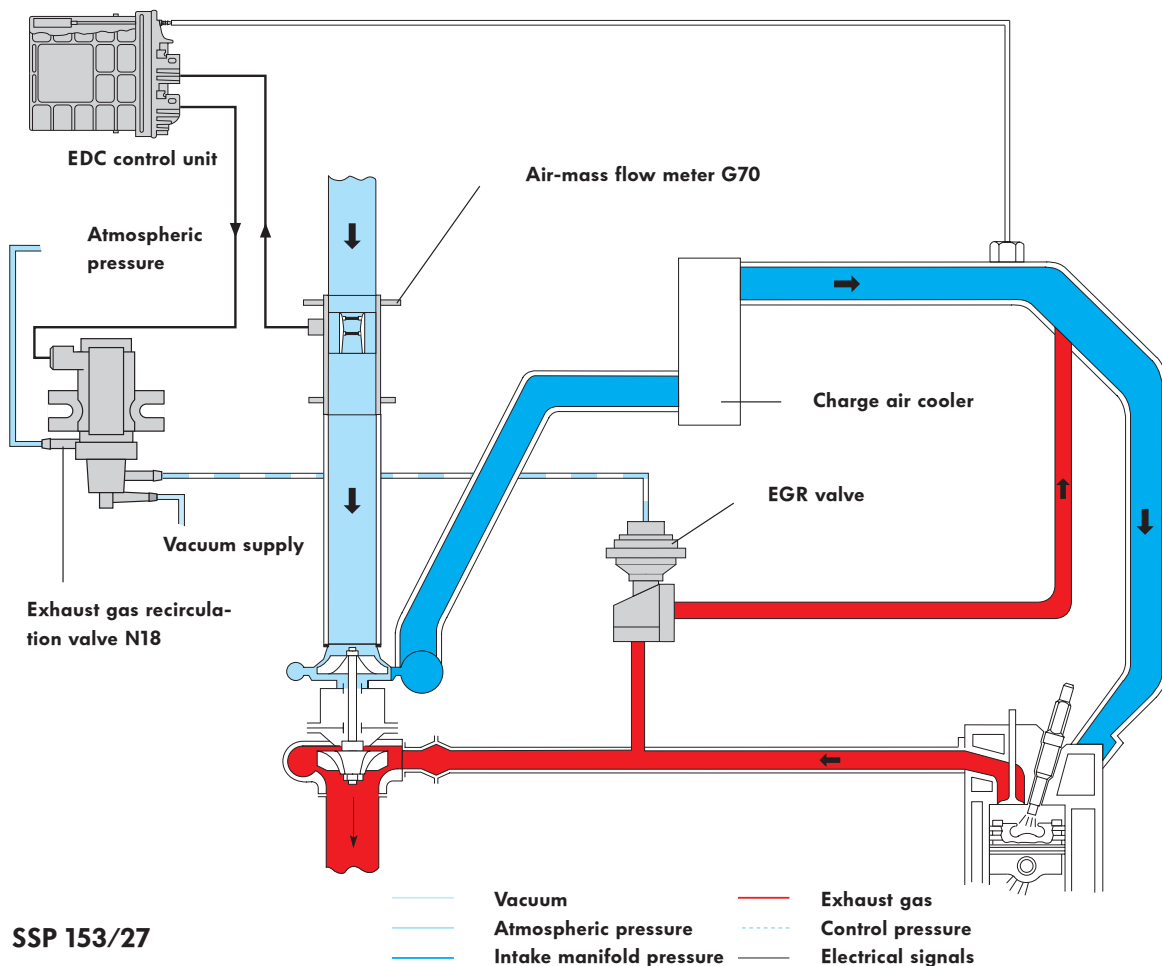 EDC control unit
Air-mass flow meter G70
Atmospheric
pressure
Charge air cooler
EGR valve
Vacuum supply
Exhaust gas recircula-
tion valve N18
Vacuum
Atmospheric pressure
Intake manifold pressure
Exhaust gas
Control pressure
Electrical signals
SSP 153/27